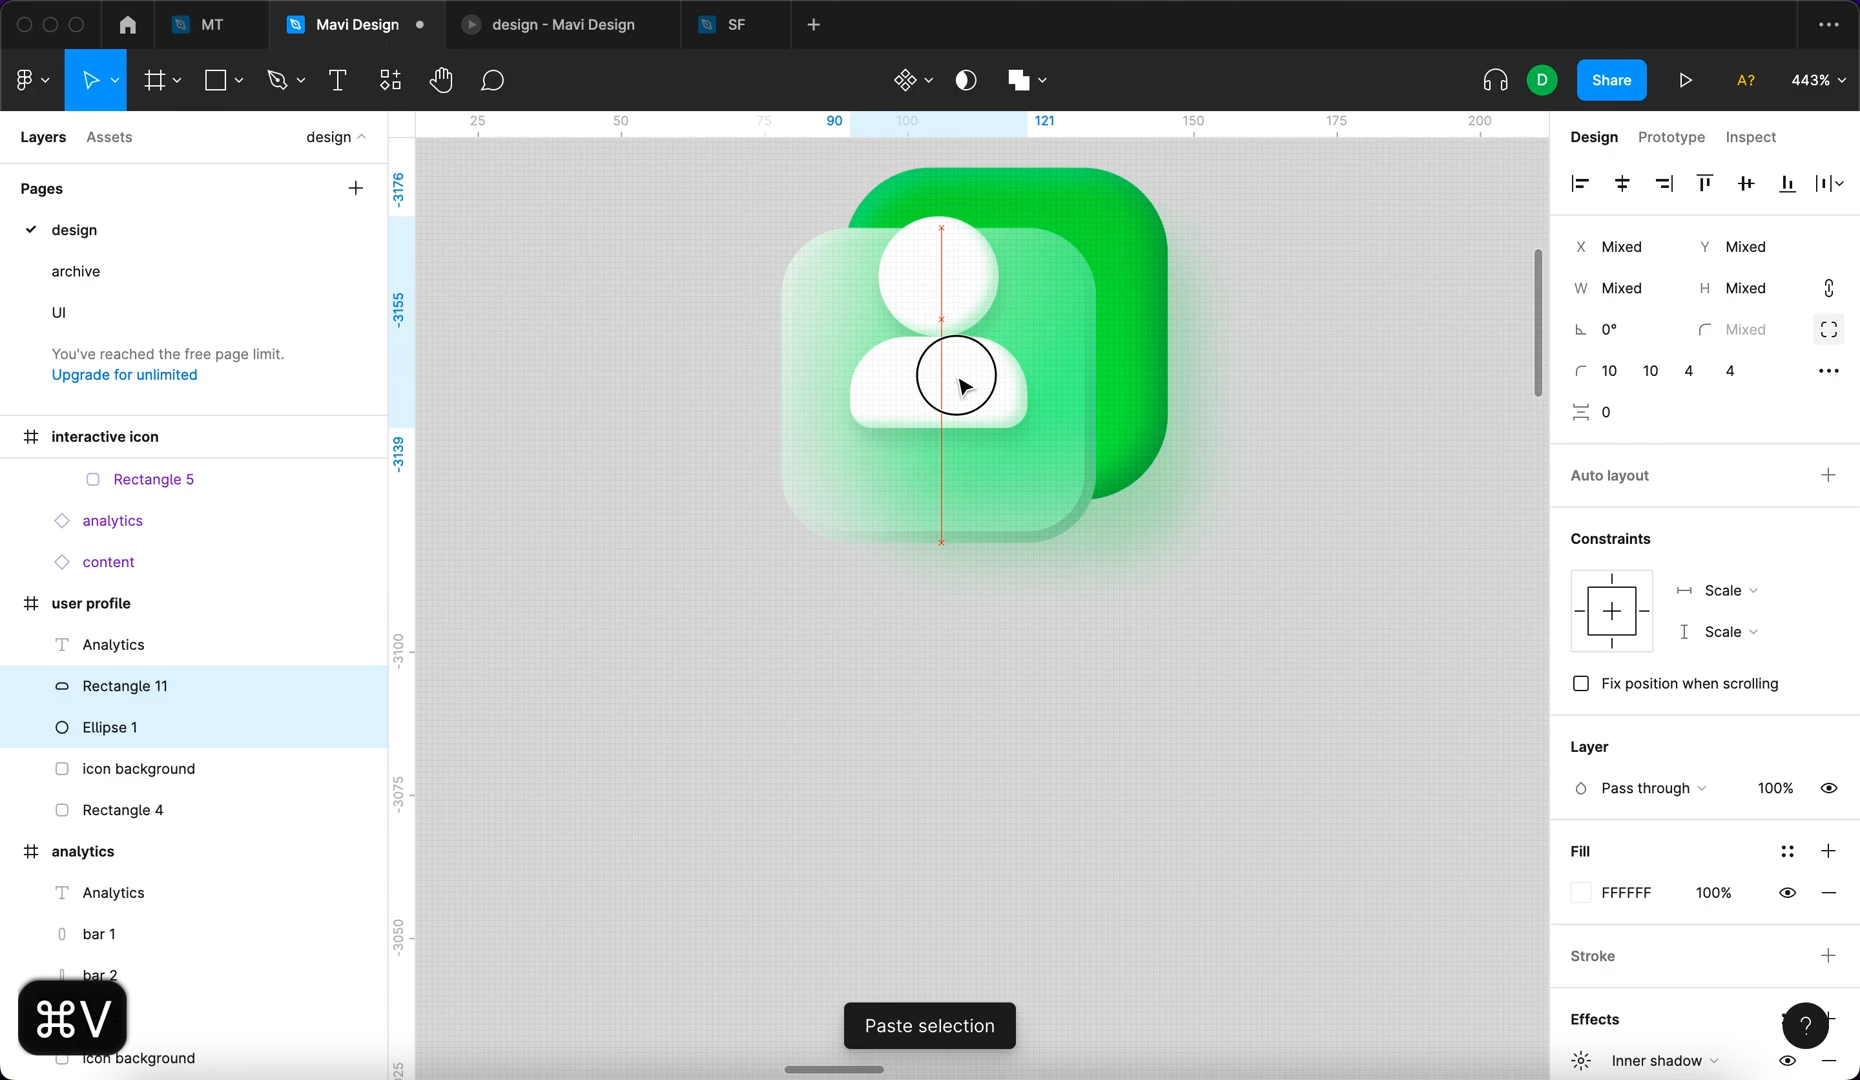 MT
Mavi Design
design - Mavi Design
SF
Share
D
A?
443%
Layers
Assets
design
Pages
design
archive
UI
You've reached the free page limit.
Upgrade for unlimited
interactive icon
Rectangle 5
analytics
content
user profile
Analytics
Rectangle 11
Ellipse 1
icon background
Rectangle 4
analytics
Analytics
bar 1
bar 2
icon background
⌘V
25
50
75
90
100
121
150
175
200
-3176
-3155
-3139
-3100
-3075
-3050
Paste selection
Design
Prototype
Inspect
X Mixed
Y Mixed
W Mixed
H Mixed
0°
Mixed
10 10 4 4
0
Auto layout
Constraints
Scale
Scale
Fix position when scrolling
Layer
Pass through 100%
Fill
FFFFFF 100%
Stroke
Effects
?
Inner shadow